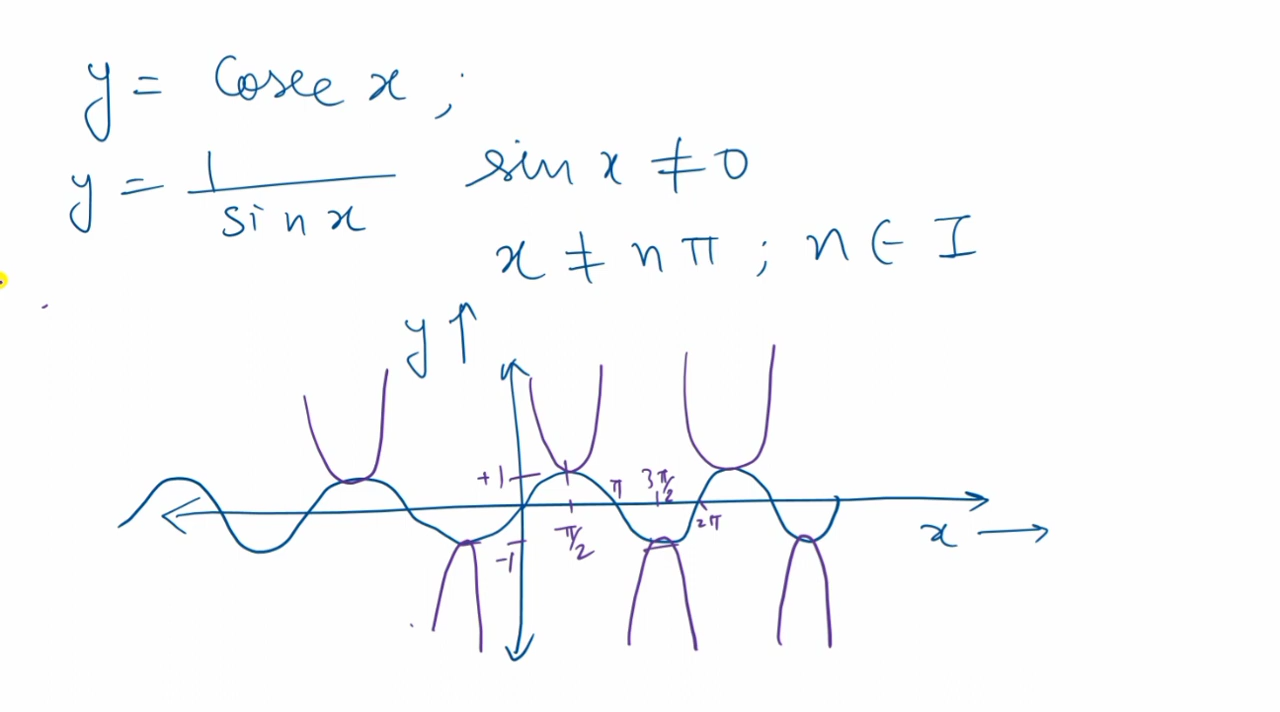 y = cosec x ;
y = 1/sin x   sin x ≠ 0
x ≠ nπ ; n ∈ I
y ↑
+1   π   3π/2
2π
-1   π/2
x →